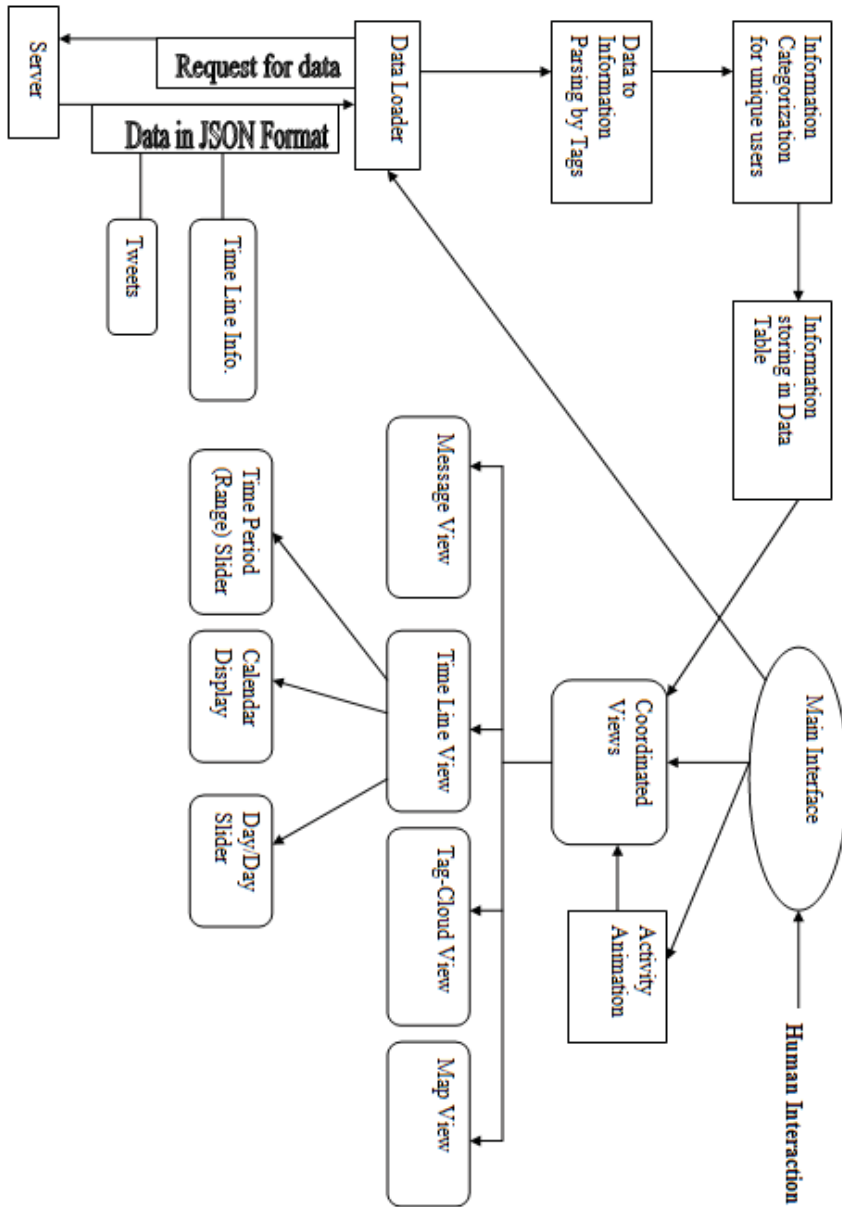 Human Interaction
Main Interface
Activity
Animation
Coordinated
Views
Information
storing in Data
Table
Information
Categorization
for unique users
Data to
Information
Parsing by Tags
Data Loader
Request for data
Data in JSON Format
Server
Tweets
Time Line Info.
Message View
Time Line View
Tag-Cloud View
Map View
Time Period
(Range) Slider
Calendar
Display
Day/Day
Slider